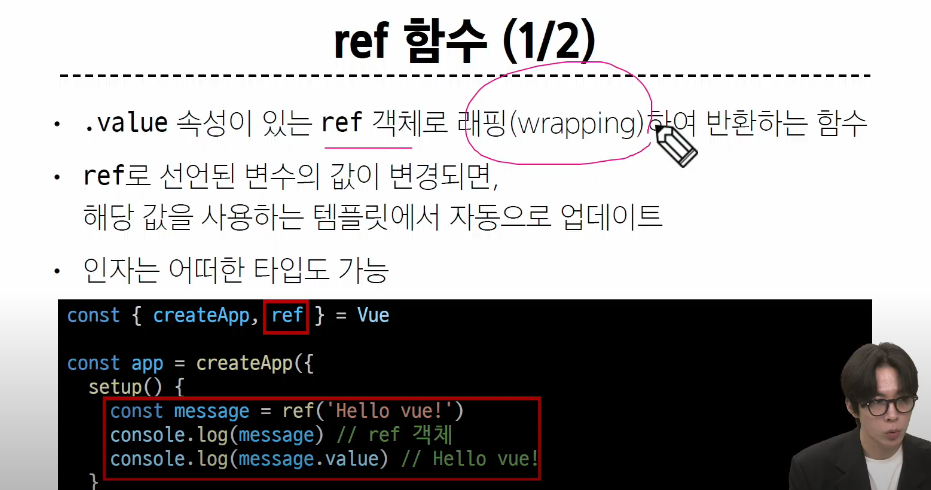 ref 함수 (1/2)
• .value 속성이 있는 ref 객체로 래핑(wrapping)하여 반환하는 함수
• ref로 선언된 변수의 값이 변경되면,
해당 값을 사용하는 템플릿에서 자동으로 업데이트
• 인자는 어떠한 타입도 가능
const { createApp, ref } = Vue
const app = createApp({
setup() {
const message = ref('Hello vue!')
console.log(message) // ref 객체
console.log(message.value) // Hello vue!
}